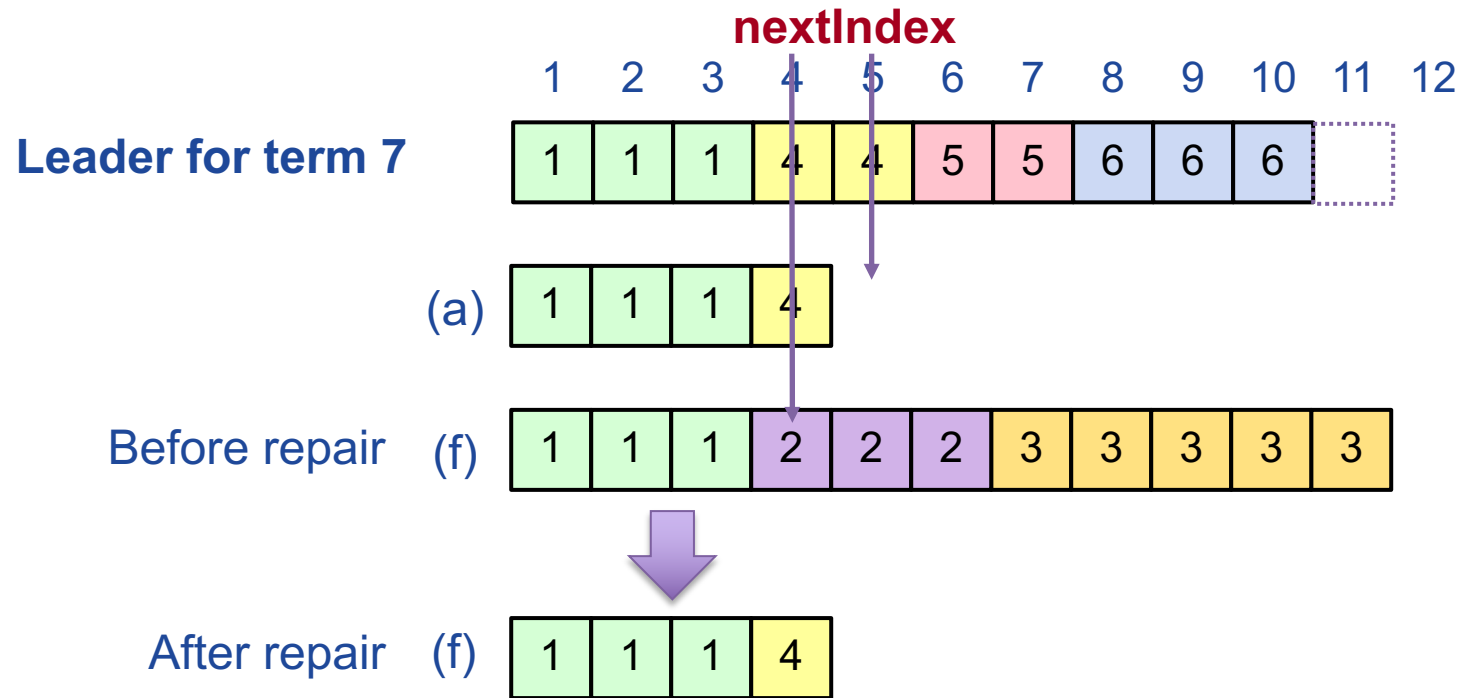 nextIndex
1 2 3 4 5 6 7 8 9 10 11 12
Leader for term 7 1 1 1 4 4 5 5 6 6 6
(a) 1 1 1 4
Before repair (f) 1 1 1 2 2 2 3 3 3 3 3
After repair (f) 1 1 1 4